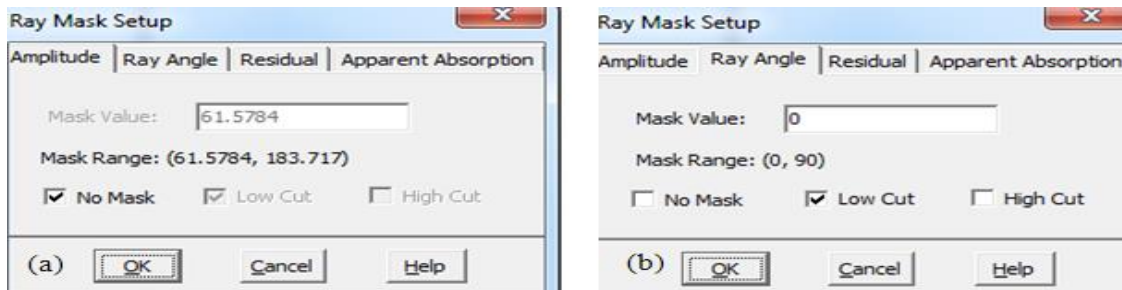 Ray Mask Setup
Amplitude Ray Angle Residual Apparent Absorption
Mask Value: 61.5784
Mask Range: (61.5784, 183.717)
No Mask Low Cut High Cut
(a) OK Cancel Help
Ray Mask Setup
Amplitude Ray Angle Residual Apparent Absorption
Mask Value: 0
Mask Range: (0, 90)
No Mask Low Cut High Cut
(b) OK Cancel Help